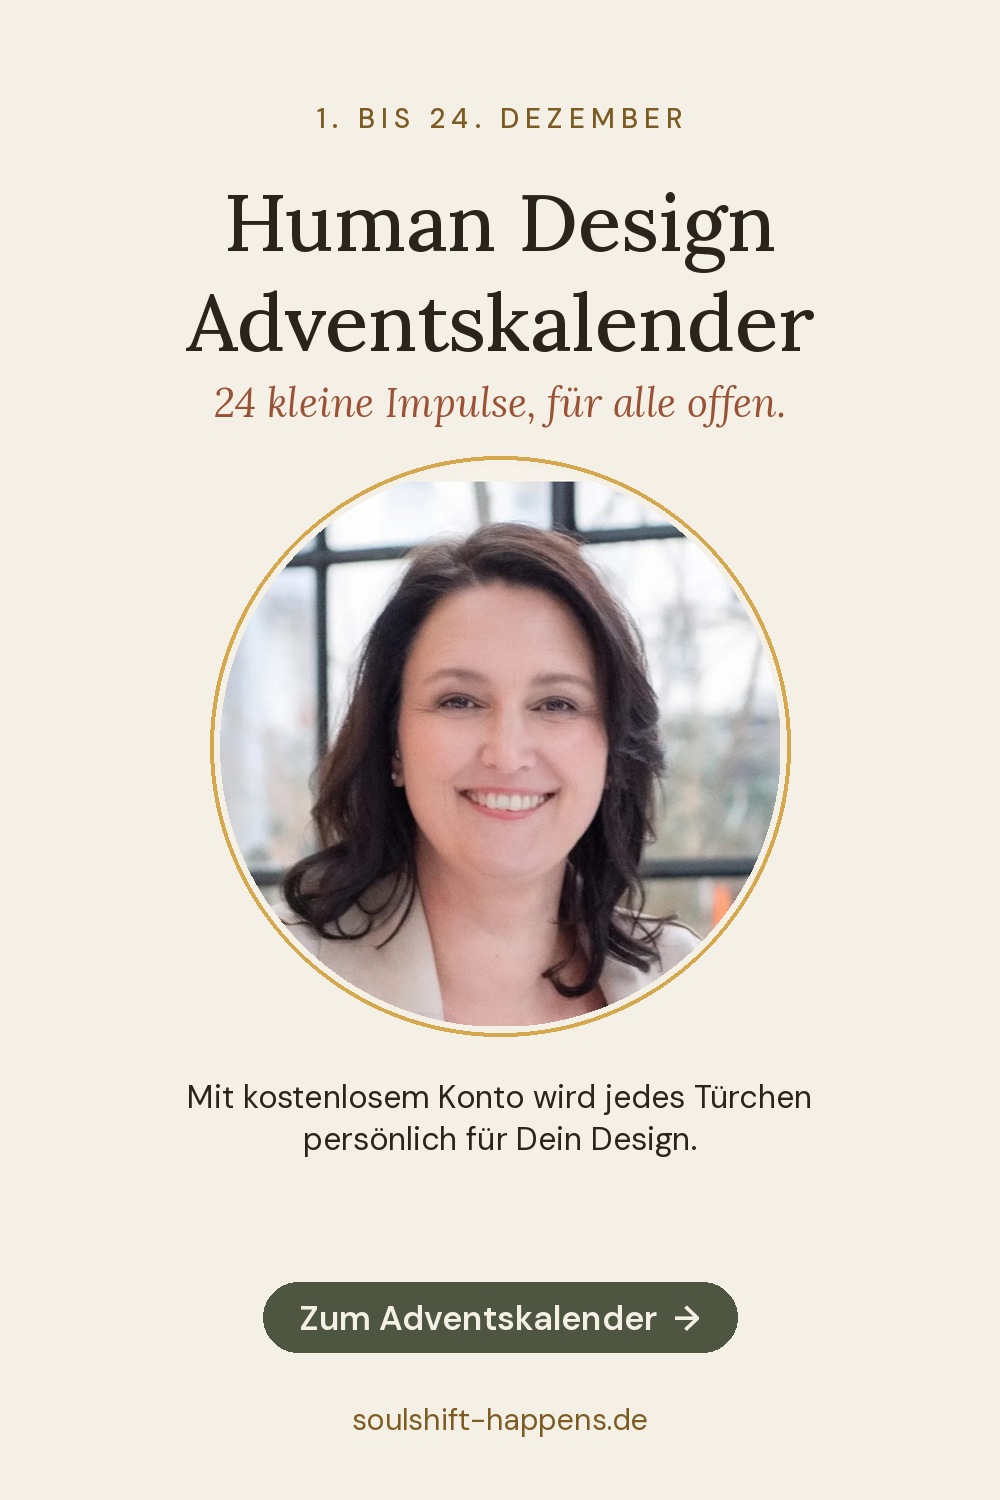 1. BIS 24. DEZEMBER
Human Design
Adventskalender
24 kleine Impulse, für alle offen.
Mit kostenlosem Konto wird jedes Türchen
persönlich für Dein Design.
Zum Adventskalender →
soulshift-happens.de